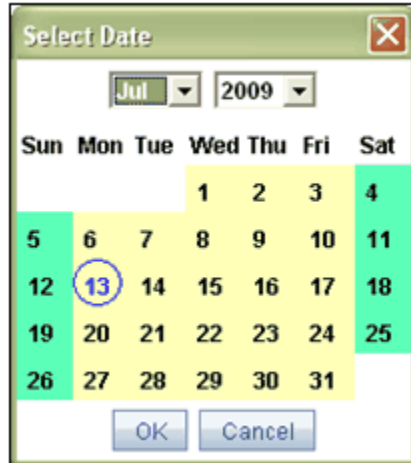 Select Date
Jul 2009
Sun Mon Tue Wed Thu Fri Sat
1 2 3 4
5 6 7 8 9 10 11
12 13 14 15 16 17 18
19 20 21 22 23 24 25
26 27 28 29 30 31
OK Cancel